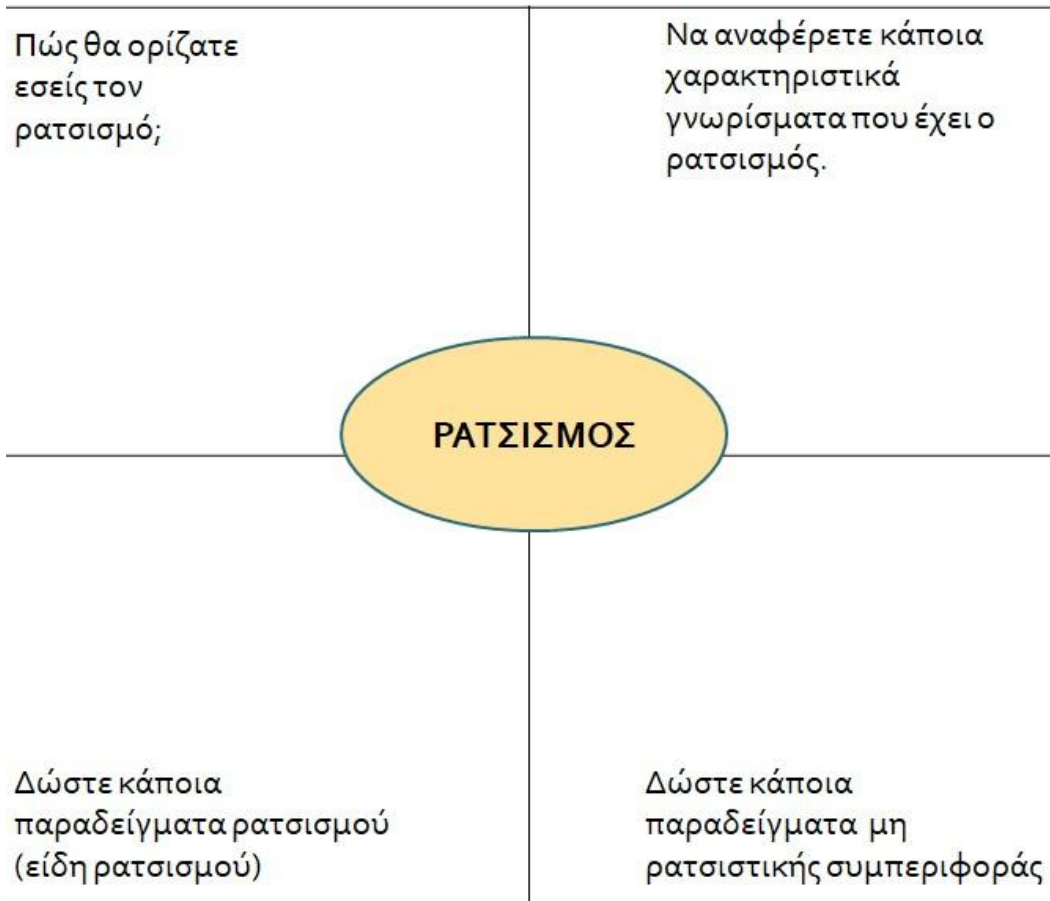 Πώς θα ορίζατε
εσείς τον
ρατσισμό;
Να αναφέρετε κάποια
χαρακτηριστικά
γνωρίσματα που έχει ο
ρατσισμός.
ΡΑΤΣΙΣΜΟΣ
Δώστε κάποια
παραδείγματα ρατσισμού
(είδη ρατσισμού)
Δώστε κάποια
παραδείγματα μη
ρατσιστικής συμπεριφοράς